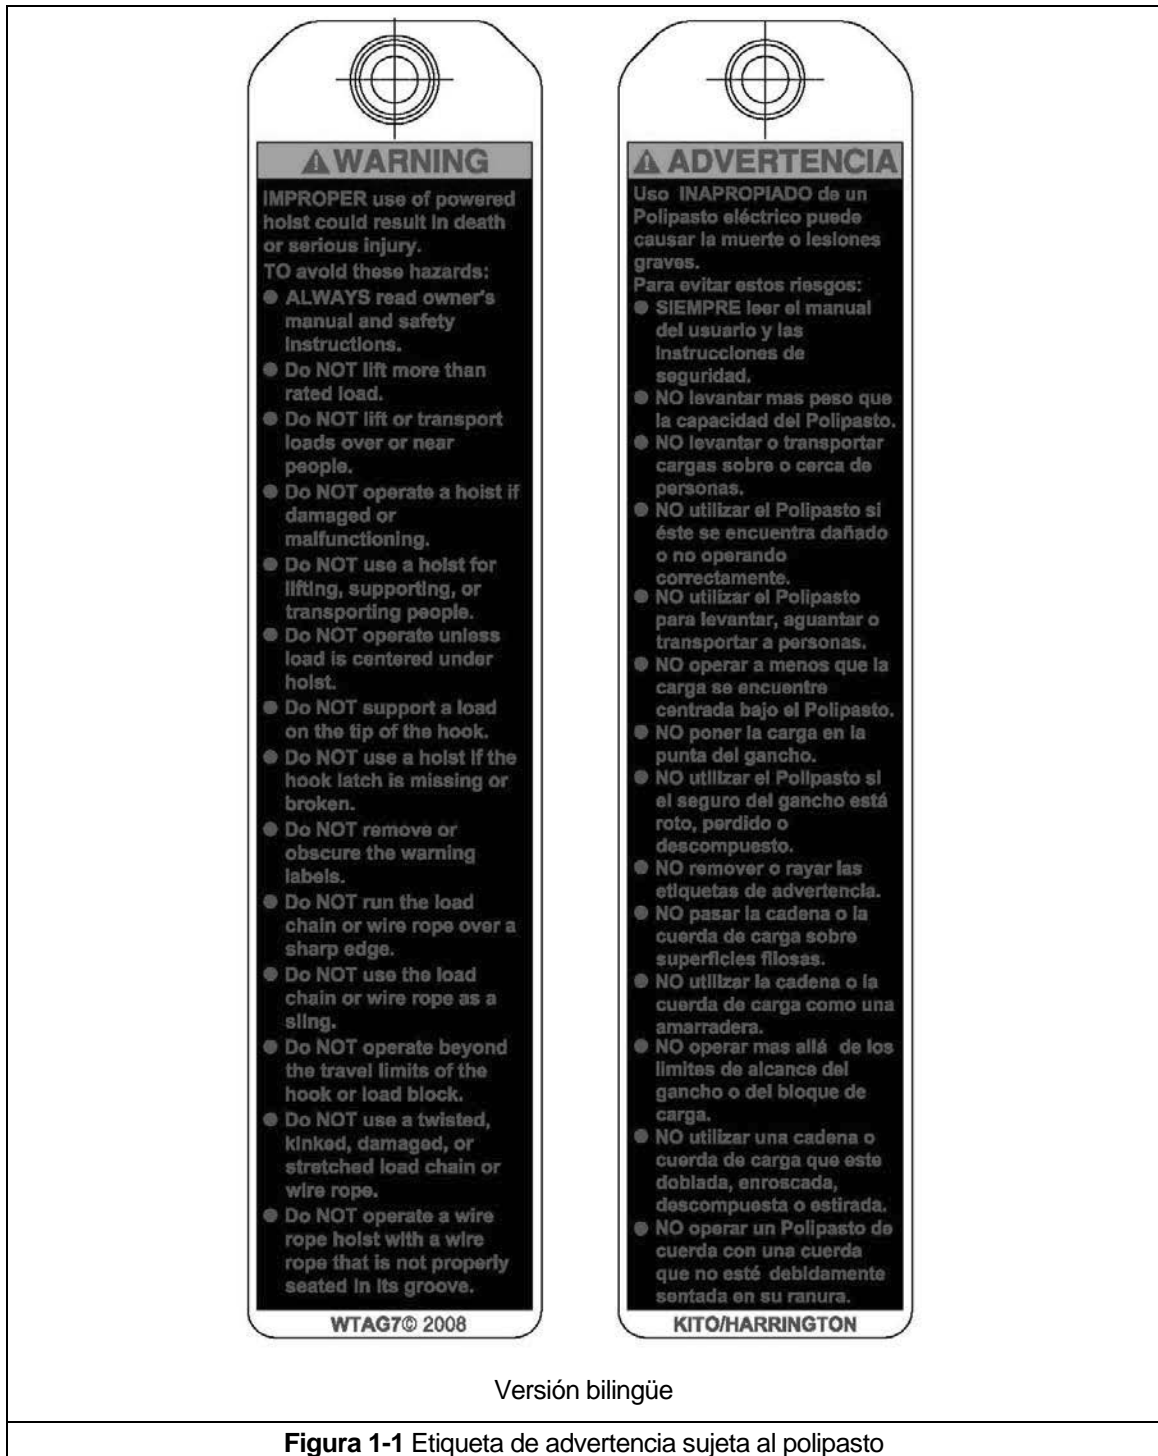 WARNING
IMPROPER use of powered
hoist could result in death
or serious injury.
TO avoid these hazards:
● ALWAYS read owner's
manual and safety
instructions.
● Do NOT lift more than
rated load.
● Do NOT lift or transport
loads over or near
people.
● Do NOT operate a hoist if
damaged or
malfunctioning.
● Do NOT use a hoist for
lifting, supporting, or
transporting people.
● Do NOT operate unless
load is centered under
hoist.
● Do NOT support a load
on the tip of the hook.
● Do NOT use a hoist if the
hook latch is missing or
broken.
● Do NOT remove or
obscure the warning
labels.
● Do NOT run the load
chain or wire rope over a
sharp edge.
● Do NOT use the load
chain or wire rope as a
sling.
● Do NOT operate beyond
the travel limits of the
hook or load block.
● Do NOT use a twisted,
kinked, damaged, or
stretched load chain or
wire rope.
● Do NOT operate a wire
rope hoist with a wire
rope that is not properly
seated in its groove.
WTAG7© 2008
ADVERTENCIA
Uso INAPROPIADO de un
Polipasto eléctrico puede
causar la muerte o lesiones
graves.
Para evitar estos riesgos:
● SIEMPRE leer el manual
del usuario y las
instrucciones de
seguridad.
● NO levantar mas peso que
la capacidad del Polipasto.
● NO levantar o transportar
cargas sobre o cerca de
personas.
● NO utilizar el Polipasto si
éste se encuentra dañado
o no operando
correctamente.
● NO utilizar el Polipasto
para levantar, aguantar o
transportar a personas.
● NO operar a menos que la
carga se encuentre
centrada bajo el Polipasto.
● NO poner la carga en la
punta del gancho.
● NO utilizar el Polipasto si
el seguro del gancho está
roto, perdido o
descompuesto.
● NO remover o rayar las
etiquetas de advertencia.
● NO pasar la cadena o la
cuerda de carga sobre
superficies filosas.
● NO utilizar la cadena o la
cuerda de carga como una
amarradera.
● NO operar mas allá de los
limites de alcance del
gancho o del bloque de
carga.
● NO utilizar una cadena o
cuerda de carga que este
doblada, enroscada,
descompuesta o estirada.
● NO operar un Polipasto de
cuerda con una cuerda
que no esté debidamente
sentada en su ranura.
KITO/HARRINGTON
Versión bilingüe
Figura 1-1 Etiqueta de advertencia sujeta al polipasto